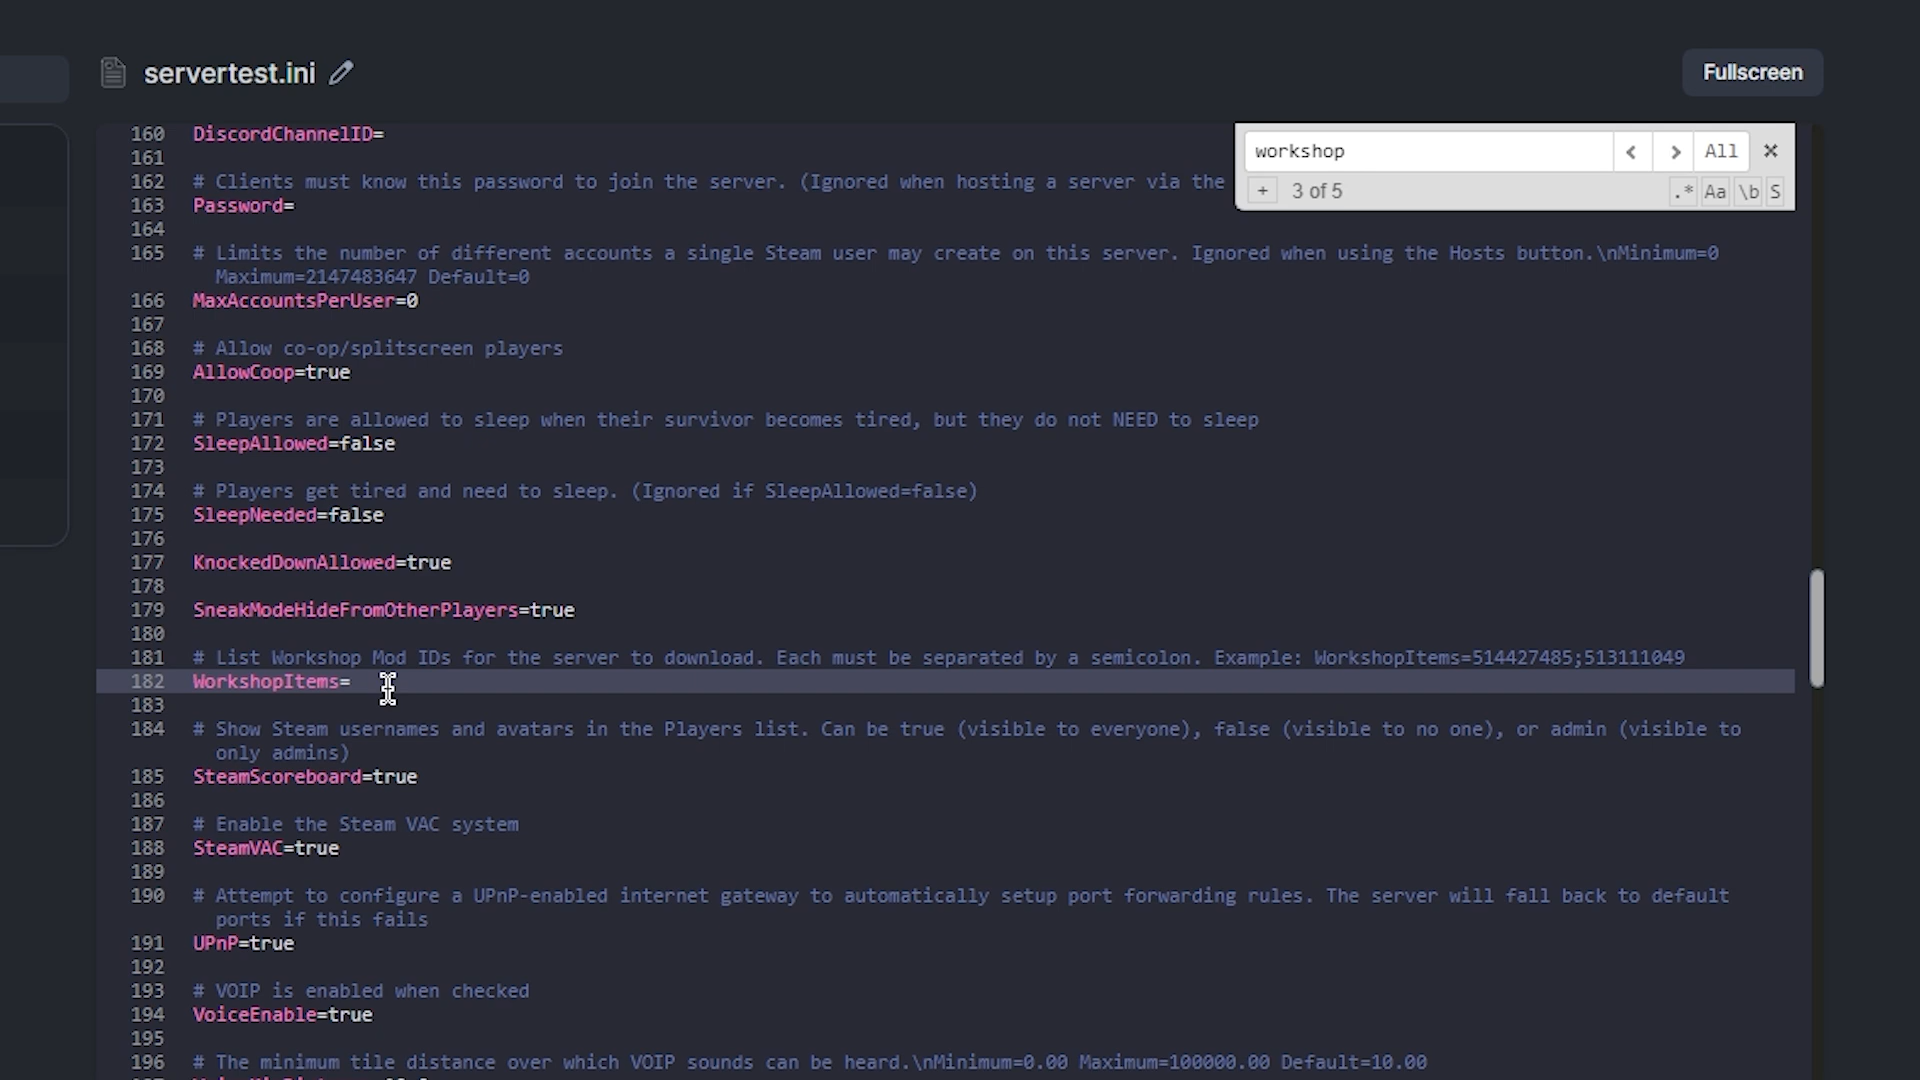 servertest.ini
Fullscreen
workshop
All
3 of 5
.* Aa \b S
160 DiscordChannelID=
161
162 # Clients must know this password to join the server. (Ignored when hosting a server via the
163 Password=
164
165 # Limits the number of different accounts a single Steam user may create on this server. Ignored when using the Hosts button.\nMinimum=0
Maximum=2147483647 Default=0
166 MaxAccountsPerUser=0
167
168 # Allow co-op/splitscreen players
169 AllowCoop=true
170
171 # Players are allowed to sleep when their survivor becomes tired, but they do not NEED to sleep
172 SleepAllowed=false
173
174 # Players get tired and need to sleep. (Ignored if SleepAllowed=false)
175 SleepNeeded=false
176
177 KnockedDownAllowed=true
178
179 SneakModeHideFromOtherPlayers=true
180
181 # List Workshop Mod IDs for the server to download. Each must be separated by a semicolon. Example: WorkshopItems=514427485;513111049
182 WorkshopItems=
183
184 # Show Steam usernames and avatars in the Players list. Can be true (visible to everyone), false (visible to no one), or admin (visible to
only admins)
185 SteamScoreboard=true
186
187 # Enable the Steam VAC system
188 SteamVAC=true
189
190 # Attempt to configure a UPnP-enabled internet gateway to automatically setup port forwarding rules. The server will fall back to default
ports if this fails
191 UPnP=true
192
193 # VOIP is enabled when checked
194 VoiceEnable=true
195
196 # The minimum tile distance over which VOIP sounds can be heard.\nMinimum=0.00 Maximum=100000.00 Default=10.00